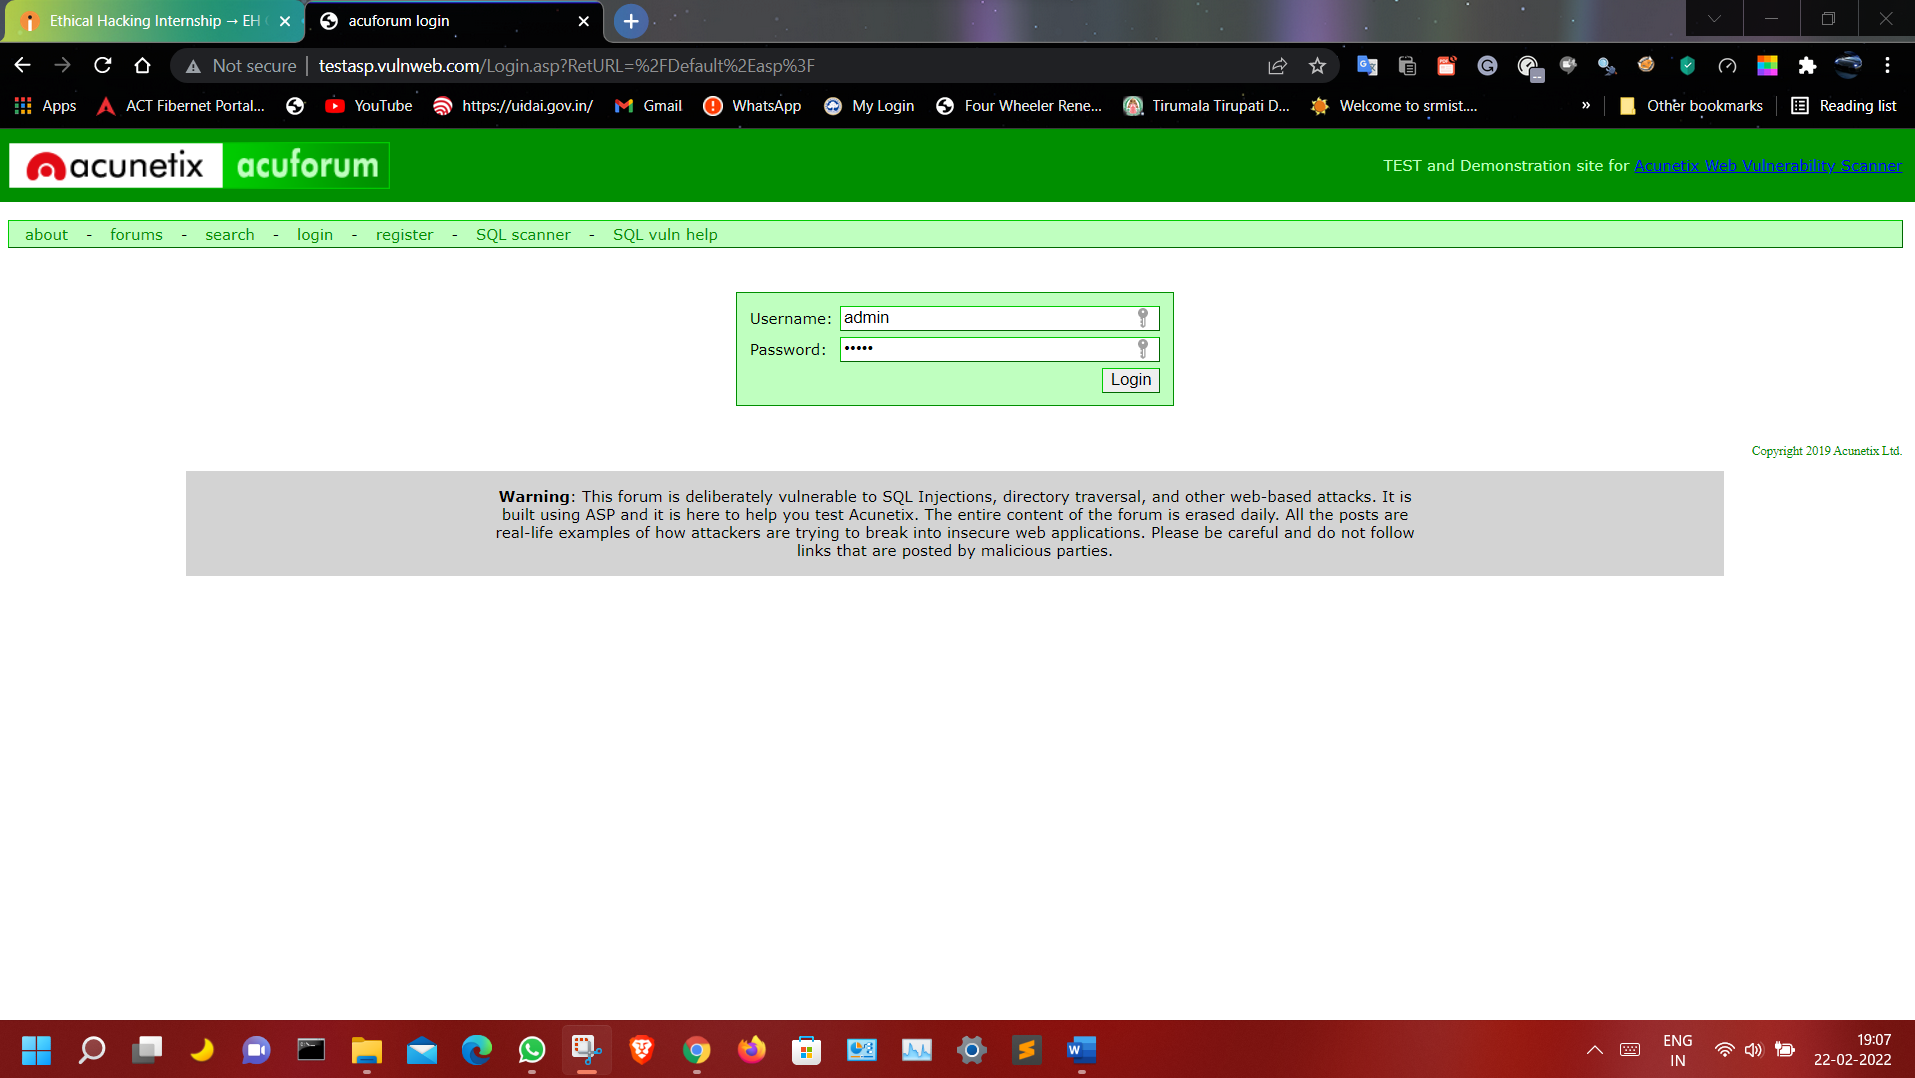 Ethical Hacking Internship → EH
acuforum login
Not secure | testasp.vulnweb.com/Login.asp?RetURL=%2FDefault%2Easp%3F
Apps
ACT Fibernet Portal...
YouTube
https://uidai.gov.in/
Gmail
WhatsApp
My Login
Four Wheeler Rene...
Tirumala Tirupati D...
Welcome to srmist....
»
Other bookmarks
Reading list
acunetix acuforum
TEST and Demonstration site for Acunetix Web Vulnerability Scanner
about - forums - search - login - register - SQL scanner - SQL vuln help
Username: admin
Password: •••••
Login
Copyright 2019 Acunetix Ltd.
Warning: This forum is deliberately vulnerable to SQL Injections, directory traversal, and other web-based attacks. It is
built using ASP and it is here to help you test Acunetix. The entire content of the forum is erased daily. All the posts are
real-life examples of how attackers are trying to break into insecure web applications. Please be careful and do not follow
links that are posted by malicious parties.
ENG
IN
19:07
22-02-2022